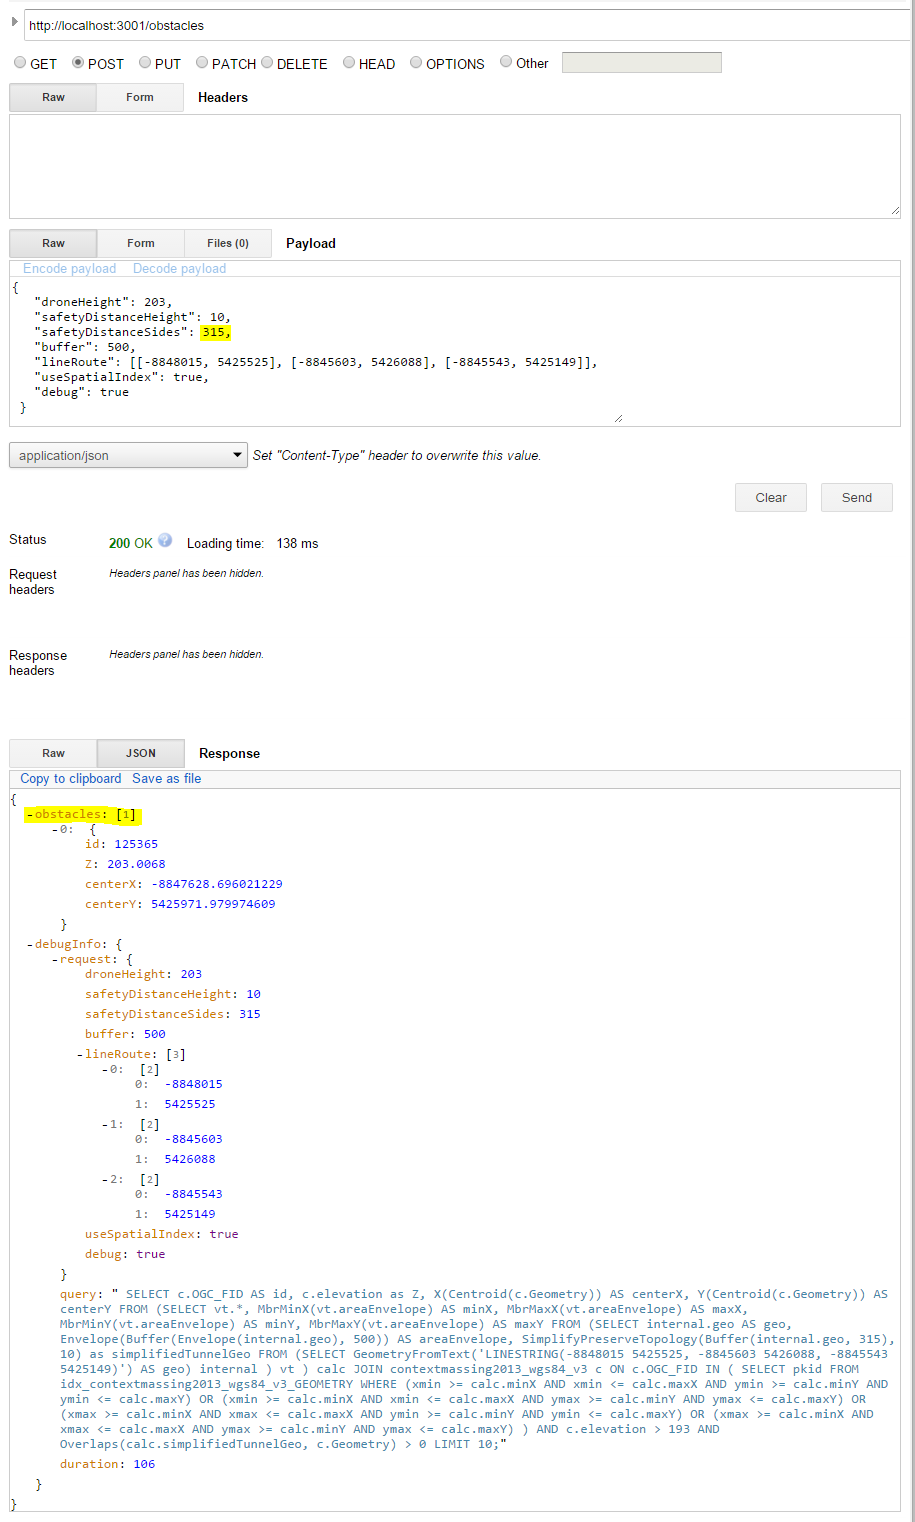 http://localhost:3001/obstacles
GET POST PUT PATCH DELETE HEAD OPTIONS Other
Raw Form Headers
Raw Form Files (0) Payload
Encode payload Decode payload
{
"droneHeight": 203,
"safetyDistanceHeight": 10,
"safetyDistanceSides": 315,
"buffer": 500,
"lineRoute": [[-8848015, 5425525], [-8845603, 5426088], [-8845543, 5425149]],
"useSpatialIndex": true,
"debug": true
}
application/json Set "Content-Type" header to overwrite this value.
Clear Send
Status 200 OK ? Loading time: 138 ms
Request headers Headers panel has been hidden.
Response headers Headers panel has been hidden.
Raw JSON Response
Copy to clipboard Save as file
{
-obstacles: [1]
-0: {
id: 125365
Z: 203.0068
centerX: -8847628.696021229
centerY: 5425971.979974609
}
-debugInfo: {
-request: {
droneHeight: 203
safetyDistanceHeight: 10
safetyDistanceSides: 315
buffer: 500
-lineRoute: [3]
-0: [2]
0: -8848015
1: 5425525
-1: [2]
0: -8845603
1: 5426088
-2: [2]
0: -8845543
1: 5425149
useSpatialIndex: true
debug: true
}
query: " SELECT c.OGC_FID AS id, c.elevation as Z, X(Centroid(c.Geometry)) AS centerX, Y(Centroid(c.Geometry)) AS
centerY FROM (SELECT vt.*, MbrMinX(vt.areaEnvelope) AS minX, MbrMaxX(vt.areaEnvelope) AS maxX,
MbrMinY(vt.areaEnvelope) AS minY, MbrMaxY(vt.areaEnvelope) AS maxY FROM (SELECT internal.geo AS geo,
Envelope(Buffer(Envelope(internal.geo), 500)) AS areaEnvelope, SimplifyPreserveTopology(Buffer(internal.geo, 315),
10) as simplifiedTunnelGeo FROM (SELECT GeometryFromText('LINESTRING(-8848015 5425525, -8845603 5426088, -8845543
5425149)') AS geo) internal ) vt ) calc JOIN contextmassing2013_wgs84_v3 c ON c.OGC_FID IN ( SELECT pkid FROM
idx_contextmassing2013_wgs84_v3_GEOMETRY WHERE (xmin >= calc.minX AND xmin <= calc.maxX AND ymin >= calc.minY AND
ymin <= calc.maxY) OR (xmin >= calc.minX AND xmin <= calc.maxX AND ymax >= calc.minY AND ymax <= calc.maxY) OR
(xmax >= calc.minX AND xmax <= calc.maxX AND ymin >= calc.minY AND ymin <= calc.maxY) OR (xmax >= calc.minX AND
xmax <= calc.maxX AND ymax >= calc.minY AND ymax <= calc.maxY) ) AND c.elevation > 193 AND
Overlaps(calc.simplifiedTunnelGeo, c.Geometry) > 0 LIMIT 10;"
duration: 106
}
}